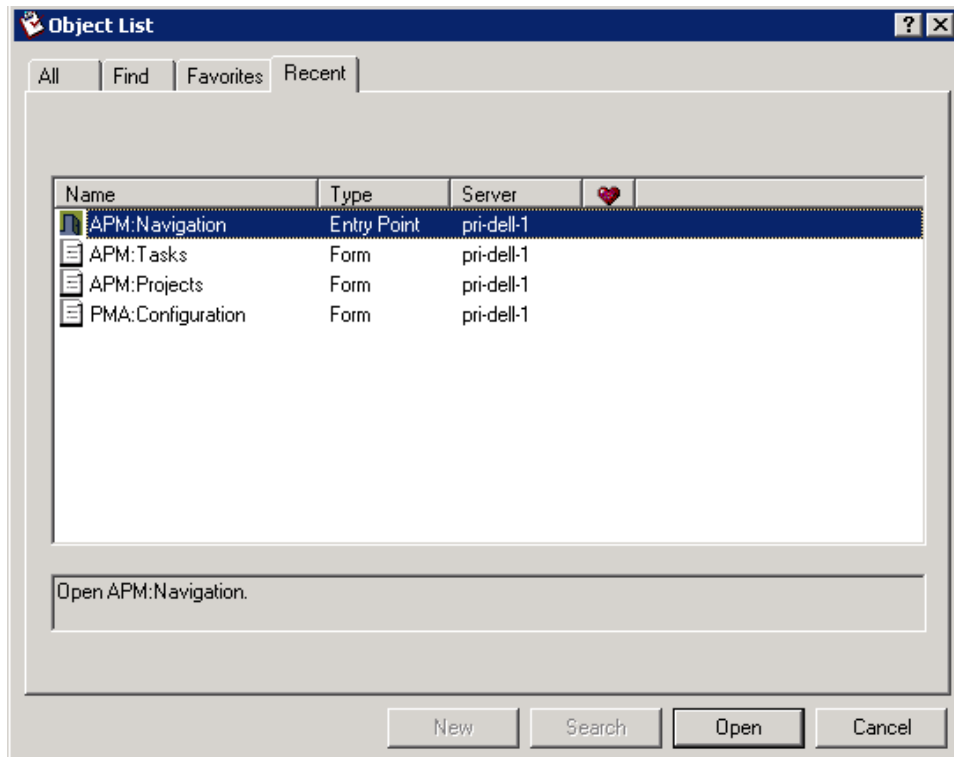 Object List
All Find Favorites Recent
Name Type Server
APM:Navigation Entry Point pri-dell-1
APM:Tasks Form pri-dell-1
APM:Projects Form pri-dell-1
PMA:Configuration Form pri-dell-1
Open APM:Navigation.
New Search Open Cancel